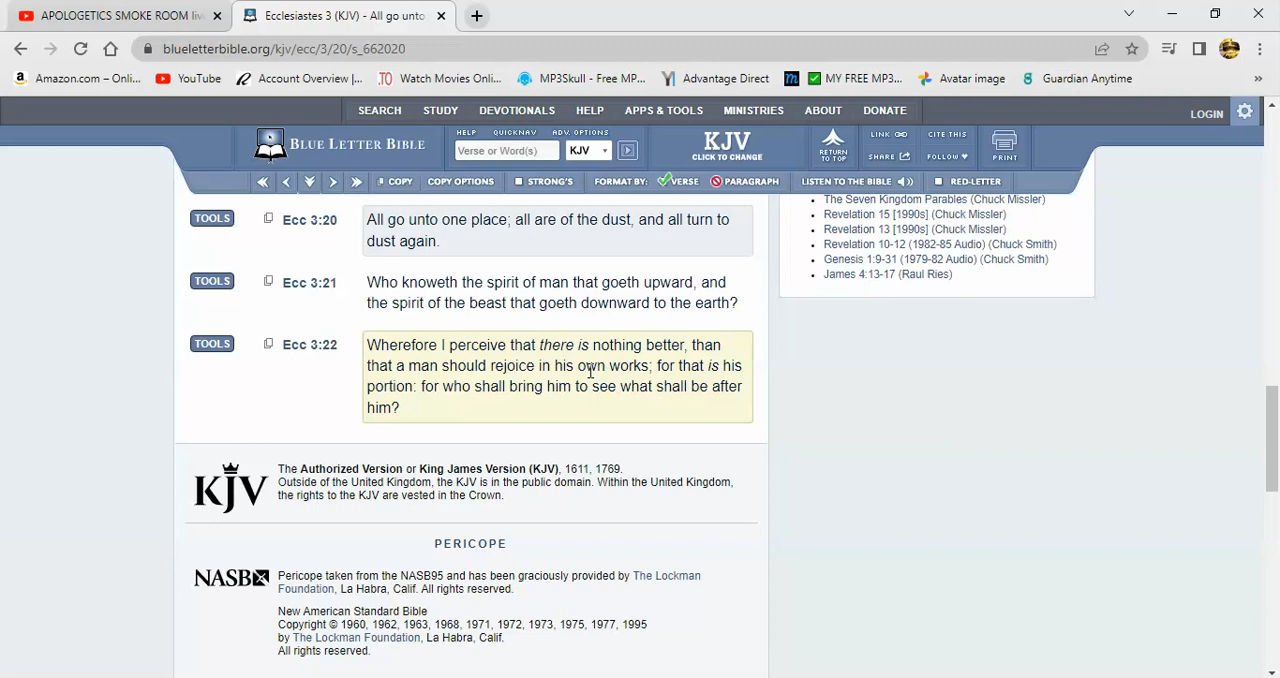 APOLOGETICS SMOKE ROOM liv
Ecclesiastes 3 (KJV) - All go unto
blueletterbible.org/kjv/ecc/3/20/s_662020
Amazon.com – Onli... YouTube Account Overview |... Watch Movies Onlin... MP3Skull - Free MP... Advantage Direct MY FREE MP3... Avatar image Guardian Anytime »
SEARCH STUDY DEVOTIONALS HELP APPS & TOOLS MINISTRIES ABOUT DONATE
LOGIN
HELP QUICKNAV ADV. OPTIONS
BLUE LETTER BIBLE
Verse or Word(s) KJV
KJV
CLICK TO CHANGE
RETURN
TO TOP
LINK CITE THIS
SHARE FOLLOW PRINT
COPY COPY OPTIONS STRONG'S FORMAT BY: VERSE PARAGRAPH LISTEN TO THE BIBLE RED-LETTER
TOOLS Ecc 3:20 All go unto one place; all are of the dust, and all turn to
dust again.
TOOLS Ecc 3:21 Who knoweth the spirit of man that goeth upward, and
the spirit of the beast that goeth downward to the earth?
TOOLS Ecc 3:22 Wherefore I perceive that there is nothing better, than
that a man should rejoice in his own works; for that is his
portion: for who shall bring him to see what shall be after
him?
The Seven Kingdom Parables (Chuck Missler)
Revelation 15 [1990s] (Chuck Missler)
Revelation 13 [1990s] (Chuck Missler)
Revelation 10-12 (1982-85 Audio) (Chuck Smith)
Genesis 1:9-31 (1979-82 Audio) (Chuck Smith)
James 4:13-17 (Raul Ries)
KJV
The Authorized Version or King James Version (KJV), 1611, 1769.
Outside of the United Kingdom, the KJV is in the public domain. Within the United Kingdom,
the rights to the KJV are vested in the Crown.
PERICOPE
NASB
Pericope taken from the NASB95 and has been graciously provided by The Lockman
Foundation, La Habra, Calif. All rights reserved.
New American Standard Bible
Copyright © 1960, 1962, 1963, 1968, 1971, 1972, 1973, 1975, 1977, 1995
by The Lockman Foundation, La Habra, Calif.
All rights reserved.